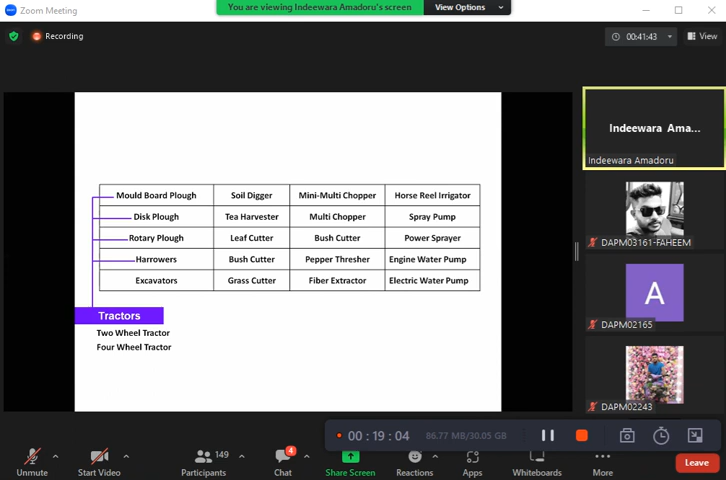 zoom Zoom Meeting
You are viewing Indeewara Amadoru's screen View Options
Recording
00:41:43
View
Indeewara Ama...
Indeewara Amadoru
DAPM03161-FAHEEM
A
DAPM02165
DAPM02243
Mould Board Plough Soil Digger Mini-Multi Chopper Horse Reel Irrigator
Disk Plough Tea Harvester Multi Chopper Spray Pump
Rotary Plough Leaf Cutter Bush Cutter Power Sprayer
Harrowers Bush Cutter Pepper Thresher Engine Water Pump
Excavators Grass Cutter Fiber Extractor Electric Water Pump
Tractors
Two Wheel Tractor
Four Wheel Tractor
00:19:04 86.77 MB/30.05 GB
149 4
Unmute Start Video Participants Chat Share Screen Reactions Apps Whiteboards More Leave